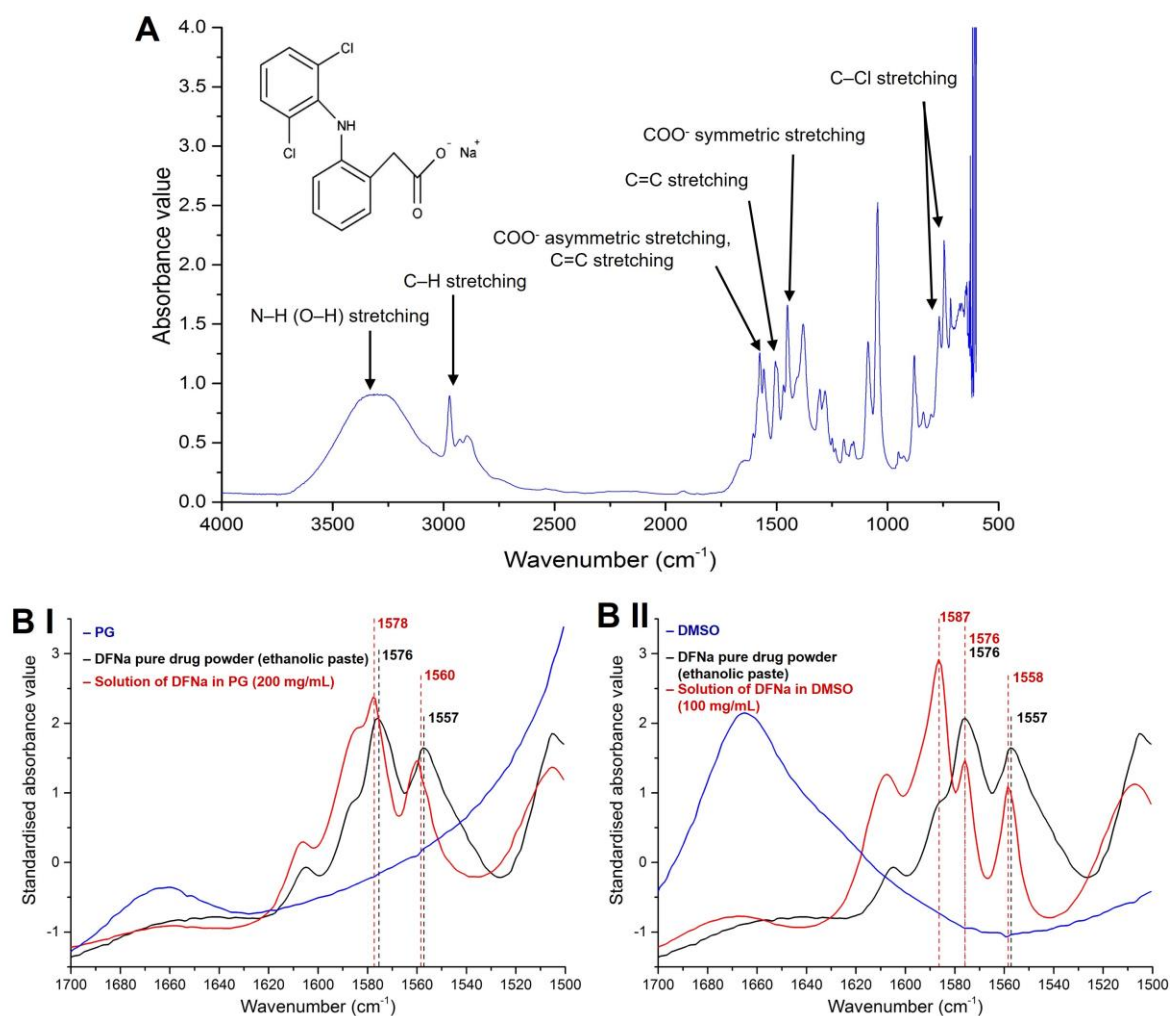 A
4.0
3.5
3.0
2.5
2.0
1.5
1.0
0.5
0.0
Absorbance value
Cl
NH
Cl
O⁻ Na⁺
O
C–Cl stretching
COO⁻ symmetric stretching
C=C stretching
COO⁻ asymmetric stretching,
C=C stretching
C–H stretching
N–H (O–H) stretching
4000 3500 3000 2500 2000 1500 1000 500
Wavenumber (cm⁻¹)
B I
PG
DFNa pure drug powder (ethanolic paste)
Solution of DFNa in PG (200 mg/mL)
1578
1576
1560
1557
3
2
1
0
-1
Standardised absorbance value
1700 1680 1660 1640 1620 1600 1580 1560 1540 1520 1500
Wavenumber (cm⁻¹)
B II
DMSO
DFNa pure drug powder
(ethanolic paste)
Solution of DFNa in DMSO
(100 mg/mL)
1587
1576
1576
1558
1557
3
2
1
0
-1
Standardised absorbance value
1700 1680 1660 1640 1620 1600 1580 1560 1540 1520 1500
Wavenumber (cm⁻¹)